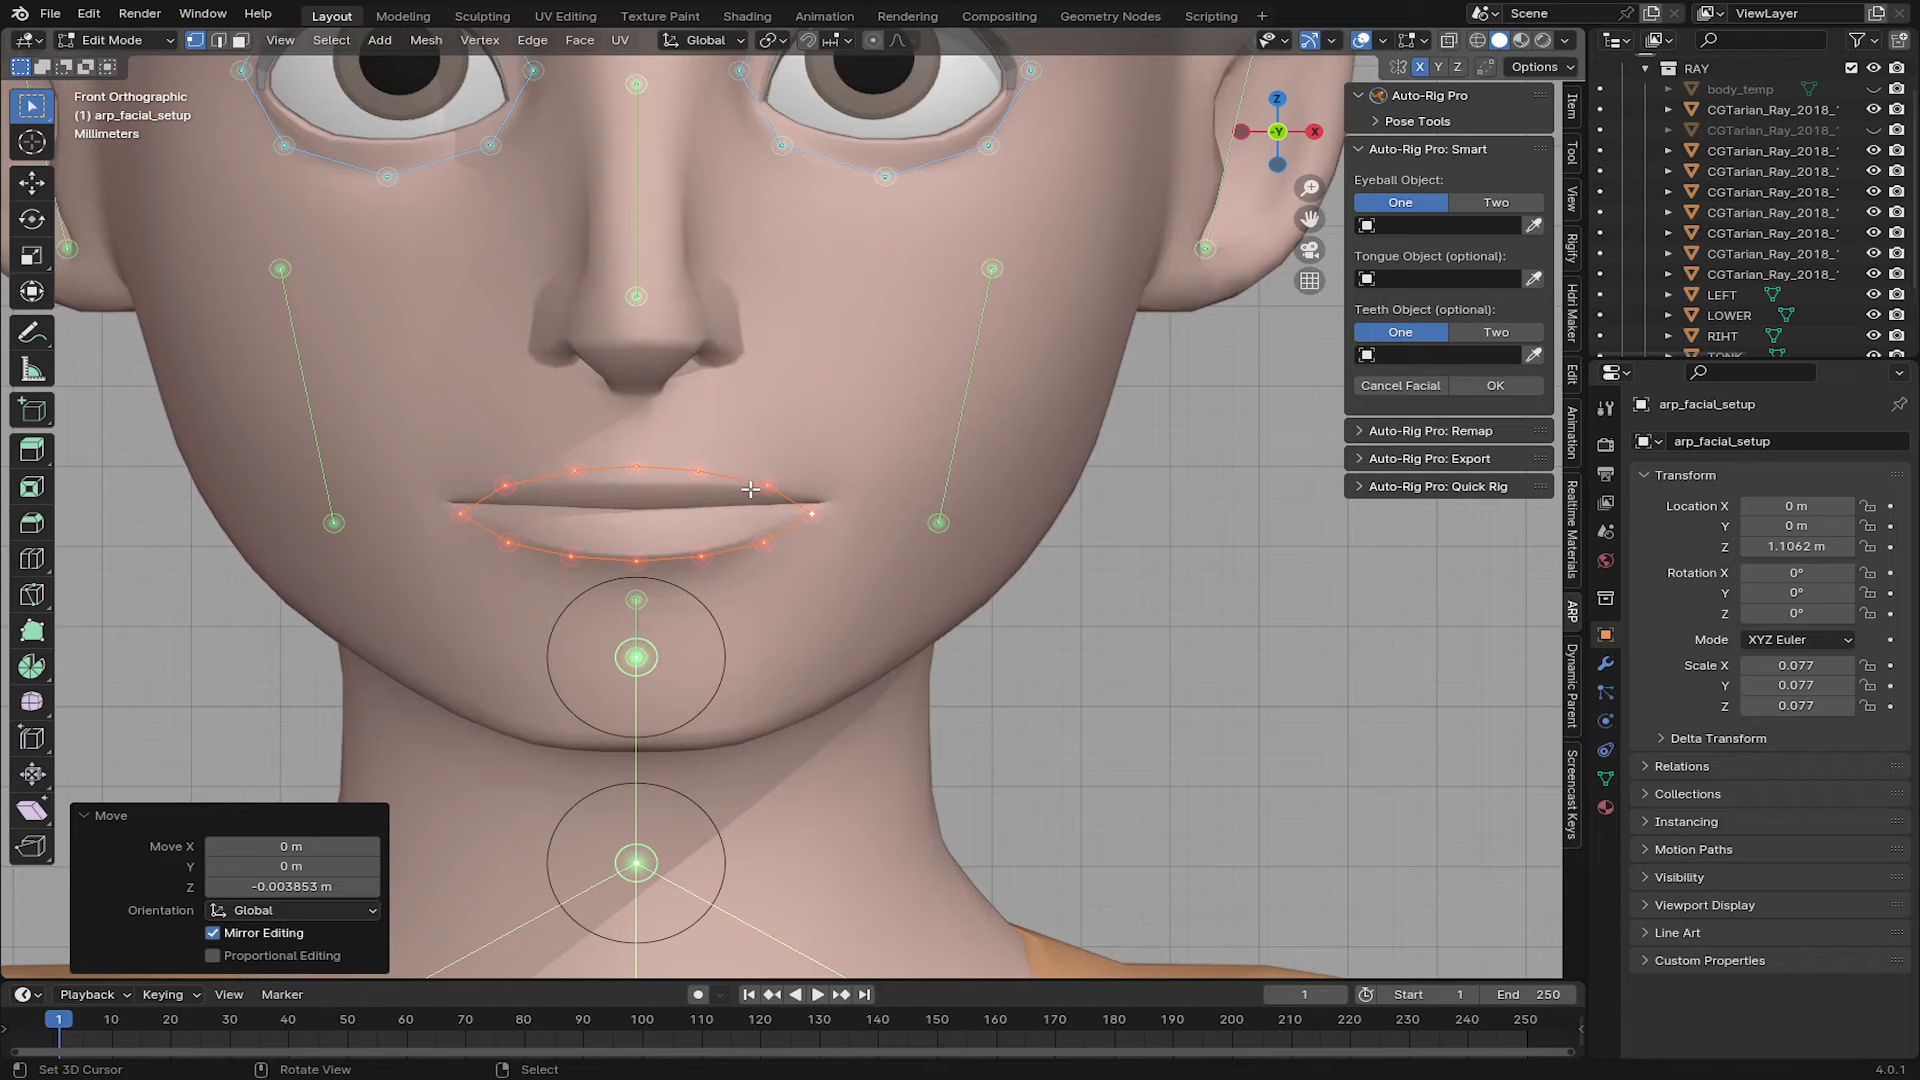 File Edit Render Window Help Layout Modeling Sculpting UV Editing Texture Paint Shading Animation Rendering Compositing Geometry Nodes Scripting + Scene ViewLayer
Edit Mode View Select Add Mesh Vertex Edge Face UV Global
X Y Z Options
Front Orthographic
(1) arp_facial_setup
Millimeters
Z
-Y
X
Auto-Rig Pro
Pose Tools
Auto-Rig Pro: Smart
Eyeball Object:
One Two
Tongue Object (optional):
Teeth Object (optional):
One Two
Cancel Facial OK
Auto-Rig Pro: Remap
Auto-Rig Pro: Export
Auto-Rig Pro: Quick Rig
Item
Tool
View
Rigify
Hdri Maker
Edit
Animation
Realtime Materials
ARP
Dynamic Parent
Screencast Keys
RAY
body_temp
CGTarian_Ray_2018_
CGTarian_Ray_2018_
CGTarian_Ray_2018_
CGTarian_Ray_2018_
CGTarian_Ray_2018_
CGTarian_Ray_2018_
CGTarian_Ray_2018_
CGTarian_Ray_2018_
CGTarian_Ray_2018_
LEFT
LOWER
RIHT
arp_facial_setup
arp_facial_setup
Transform
Location X 0 m
Y 0 m
Z 1.1062 m
Rotation X 0°
Y 0°
Z 0°
Mode XYZ Euler
Scale X 0.077
Y 0.077
Z 0.077
Delta Transform
Relations
Collections
Instancing
Motion Paths
Visibility
Viewport Display
Line Art
Custom Properties
Move
Move X 0 m
Y 0 m
Z -0.003853 m
Orientation Global
Mirror Editing
Proportional Editing
Playback Keying View Marker 1 Start 1 End 250
1 10 20 30 40 50 60 70 80 90 100 110 120 130 140 150 160 170 180 190 200 210 220 230 240 250
Set 3D Cursor Rotate View Select 4.0.1